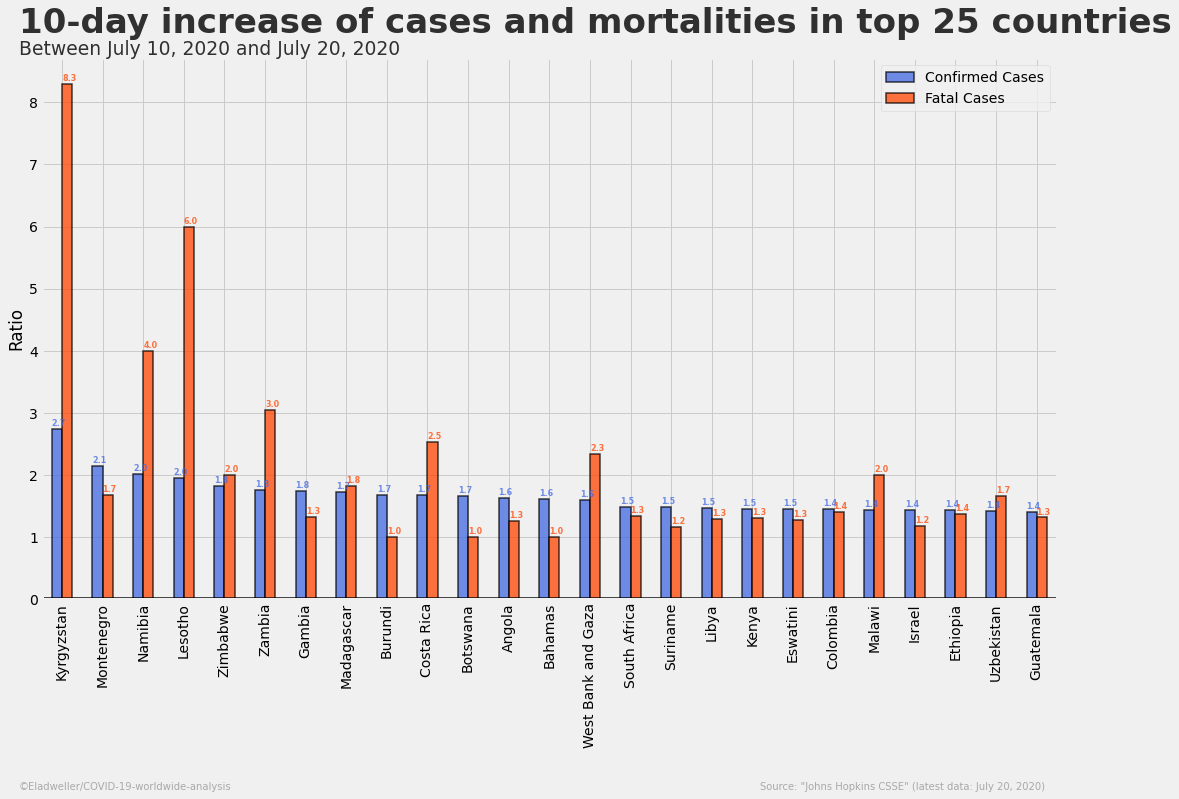 10-day increase of cases and mortalities in top 25 countries
Between July 10, 2020 and July 20, 2020
Confirmed Cases
Fatal Cases
Ratio
8
7
6
5
4
3
2
1
0
8.3
1.7
4.0
6.0
2.0
3.0
1.3
1.8
1.0
2.5
1.0
1.3
1.0
2.3
1.3
1.2
1.3
1.3
1.3
1.4
2.0
1.2
1.4
1.7
1.3
2.1
1.8
1.7
1.7
1.6
1.6
1.5
1.5
1.5
1.5
1.5
1.4
1.4
1.4
1.4
Kyrgyzstan
Montenegro
Namibia
Lesotho
Zimbabwe
Zambia
Gambia
Madagascar
Burundi
Costa Rica
Botswana
Angola
Bahamas
West Bank and Gaza
South Africa
Suriname
Libya
Kenya
Eswatini
Colombia
Malawi
Israel
Ethiopia
Uzbekistan
Guatemala
©Eladweller/COVID-19-worldwide-analysis
Source: "Johns Hopkins CSSE" (latest data: July 20, 2020)